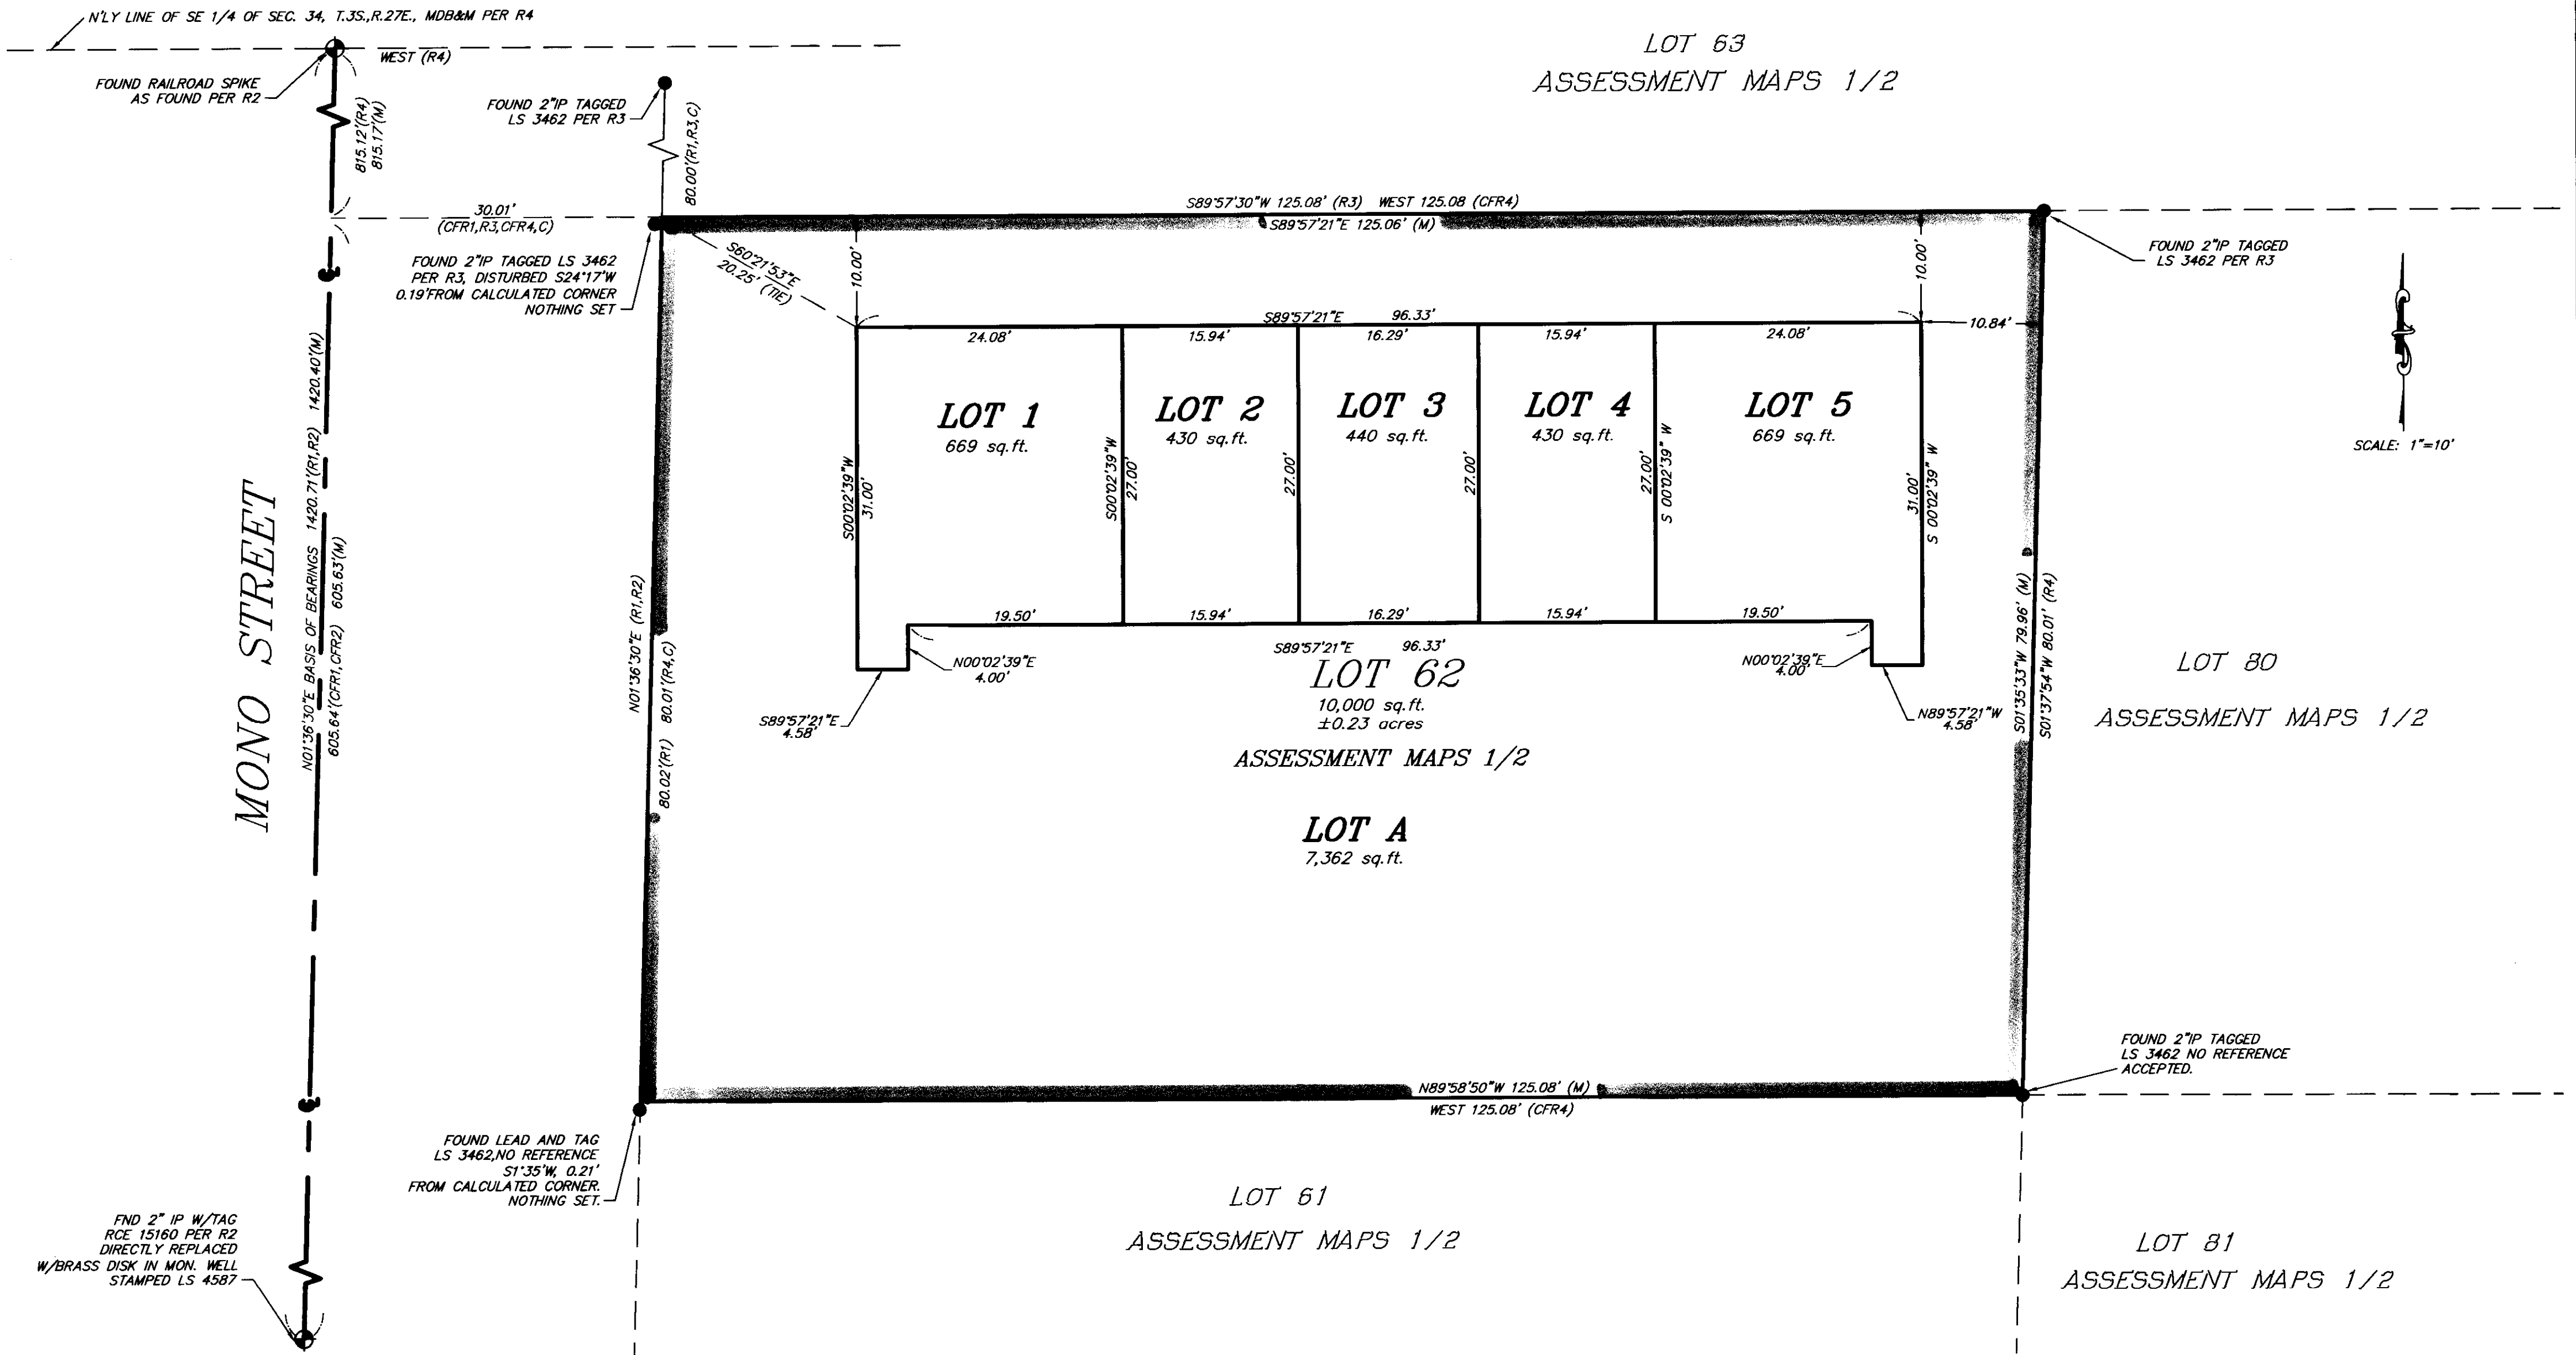 N'LY LINE OF SE 1/4 OF SEC. 34, T.3S.,R.27E., MDB&M PER R4
WEST (R4)
FOUND RAILROAD SPIKE
AS FOUND PER R2
815.12'(R4)
815.17'(M)
FOUND 2"IP TAGGED
LS 3462 PER R3
80.00'(R1,R3,C)
LOT 63
ASSESSMENT MAPS 1/2
30.01'
(CFR1,R3,CFR4,C)
S89°57'30"W 125.08' (R3) WEST 125.08 (CFR4)
S89°57'21"E 125.06' (M)
FOUND 2"IP TAGGED LS 3462
PER R3, DISTURBED S24°17'W
0.19'FROM CALCULATED CORNER
NOTHING SET
S60°21'53"E
20.25' (TIE)
10.00'
10.00'
FOUND 2"IP TAGGED
LS 3462 PER R3
S89°57'21"E 96.33'
10.84'
24.08'
15.94'
16.29'
15.94'
24.08'
LOT 1
669 sq.ft.
LOT 2
430 sq.ft.
LOT 3
440 sq.ft.
LOT 4
430 sq.ft.
LOT 5
669 sq.ft.
SCALE: 1"=10'
S00°02'39"W
31.00'
S00°02'39"W
27.00'
27.00'
27.00'
27.00'
S 00°02'39" W
31.00'
S 00°02'39" W
19.50'
15.94'
16.29'
15.94'
19.50'
S89°57'21"E 96.33'
N00°02'39"E
4.00'
N00°02'39"E
4.00'
S89°57'21"E
4.58'
N89°57'21"W
4.58'
LOT 62
10,000 sq.ft.
±0.23 acres
ASSESSMENT MAPS 1/2
LOT A
7,362 sq.ft.
MONO STREET
N01°36'30"E BASIS OF BEARINGS 1420.71'(R1,R2) 1420.40'(M)
605.64'(CFR1,CFR2) 605.63'(M)
N01°36'30"E (R1,R2)
80.02'(R1) 80.01'(R4,C)
S01°35'33"W 79.96' (M)
S01°37'54"W 80.01' (R4)
LOT 80
ASSESSMENT MAPS 1/2
N89°58'50"W 125.08' (M)
WEST 125.08' (CFR4)
FOUND 2"IP TAGGED
LS 3462 NO REFERENCE
ACCEPTED.
FOUND LEAD AND TAG
LS 3462,NO REFERENCE
S1°35'W, 0.21'
FROM CALCULATED CORNER.
NOTHING SET.
LOT 61
ASSESSMENT MAPS 1/2
LOT 81
ASSESSMENT MAPS 1/2
FND 2" IP W/TAG
RCE 15160 PER R2
DIRECTLY REPLACED
W/BRASS DISK IN MON. WELL
STAMPED LS 4587